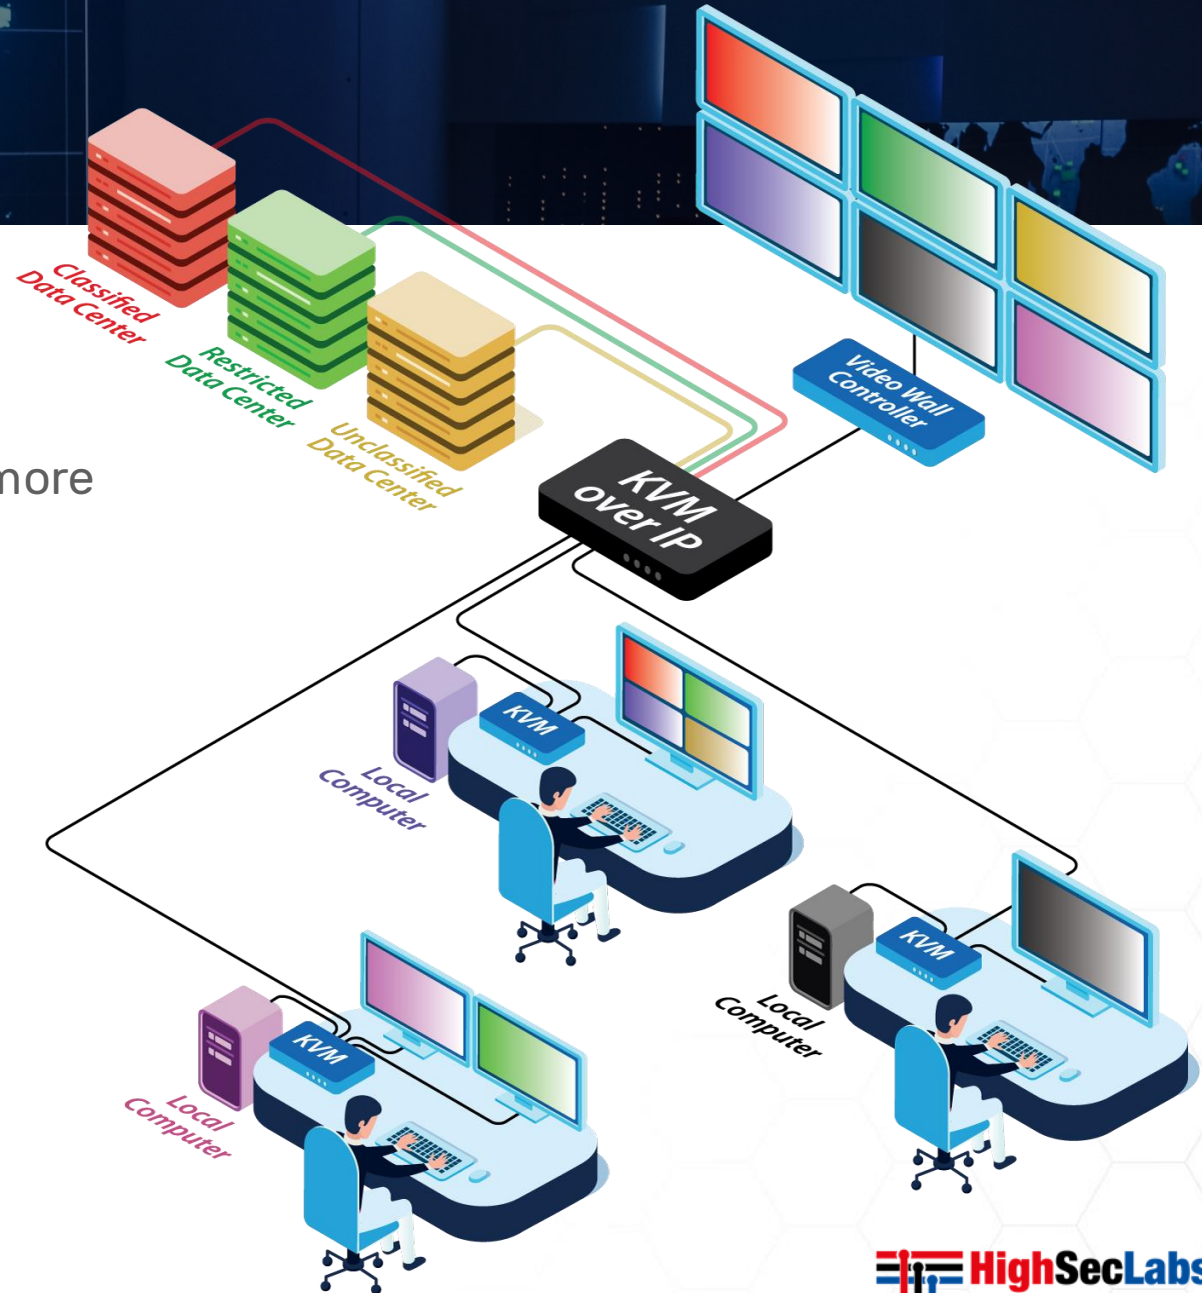 Classified
Data Center
Restricted
Data Center
Unclassified
Data Center
Video Wall
Controller
more
KVM
over IP
KVM
Local
Computer
KVM
Local
Computer
KVM
Local
Computer
HighSecLabs